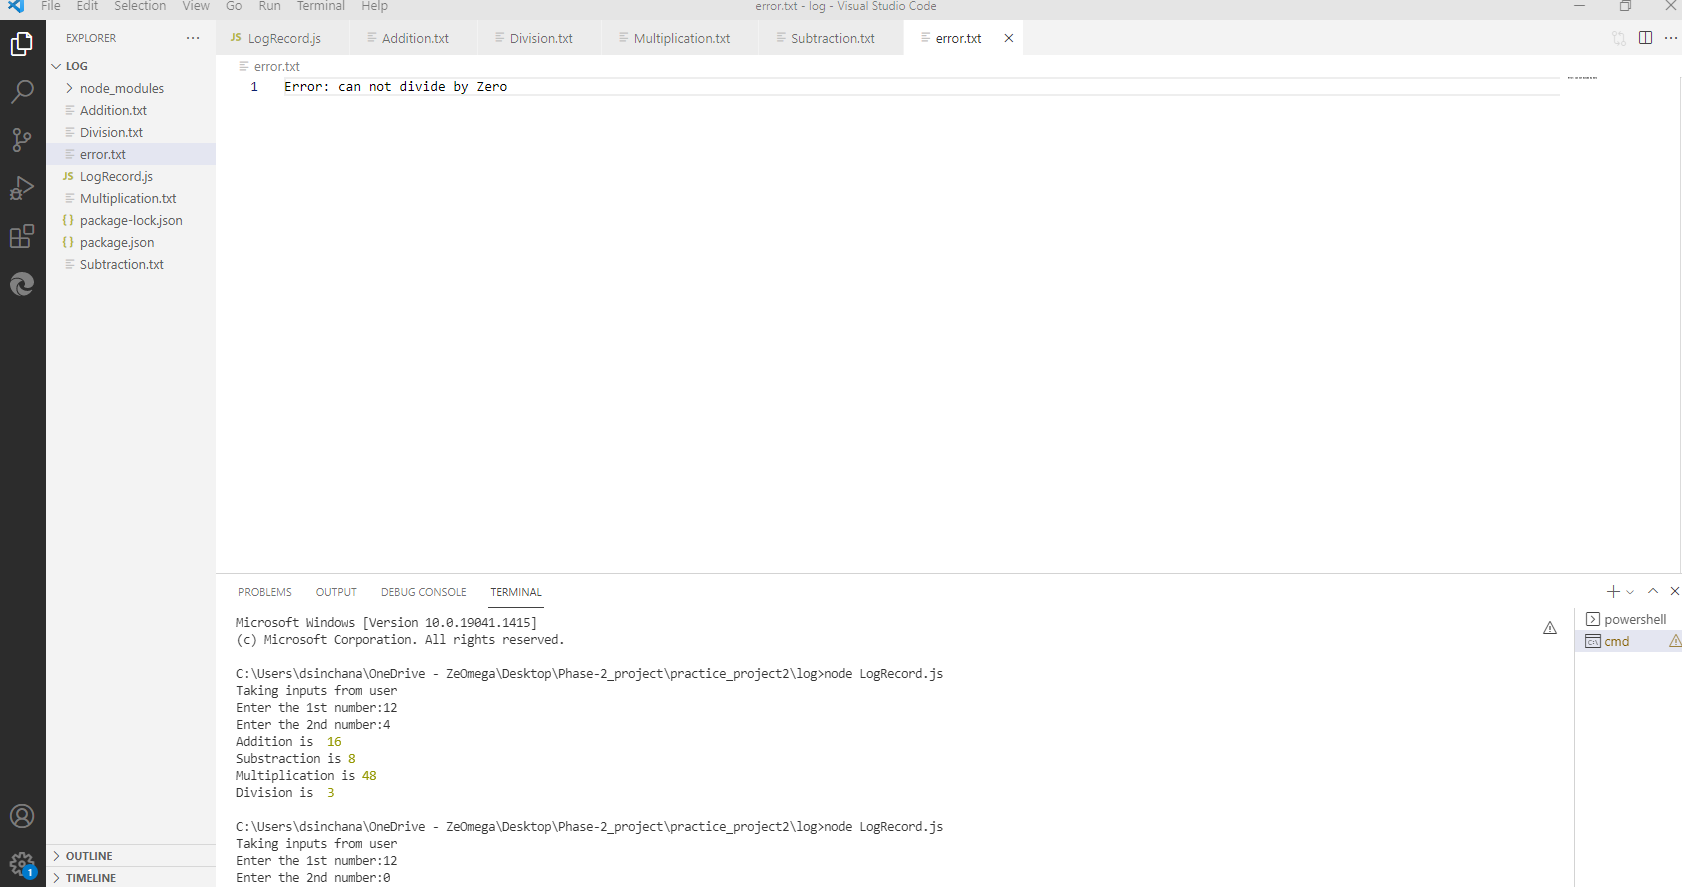 File Edit Selection View Go Run Terminal Help
error.txt - log - Visual Studio Code
EXPLORER
LOG
node_modules
Addition.txt
Division.txt
error.txt
JS LogRecord.js
Multiplication.txt
{} package-lock.json
{} package.json
Subtraction.txt
OUTLINE
TIMELINE
1
JS LogRecord.js Addition.txt Division.txt Multiplication.txt Subtraction.txt error.txt
error.txt
1 Error: can not divide by Zero
PROBLEMS OUTPUT DEBUG CONSOLE TERMINAL
Microsoft Windows [Version 10.0.19041.1415]
(c) Microsoft Corporation. All rights reserved.
C:\Users\dsinchana\OneDrive - ZeOmega\Desktop\Phase-2_project\practice_project2\log>node LogRecord.js
Taking inputs from user
Enter the 1st number:12
Enter the 2nd number:4
Addition is  16
Substraction is 8
Multiplication is 48
Division is  3
C:\Users\dsinchana\OneDrive - ZeOmega\Desktop\Phase-2_project\practice_project2\log>node LogRecord.js
Taking inputs from user
Enter the 1st number:12
Enter the 2nd number:0
powershell
cmd